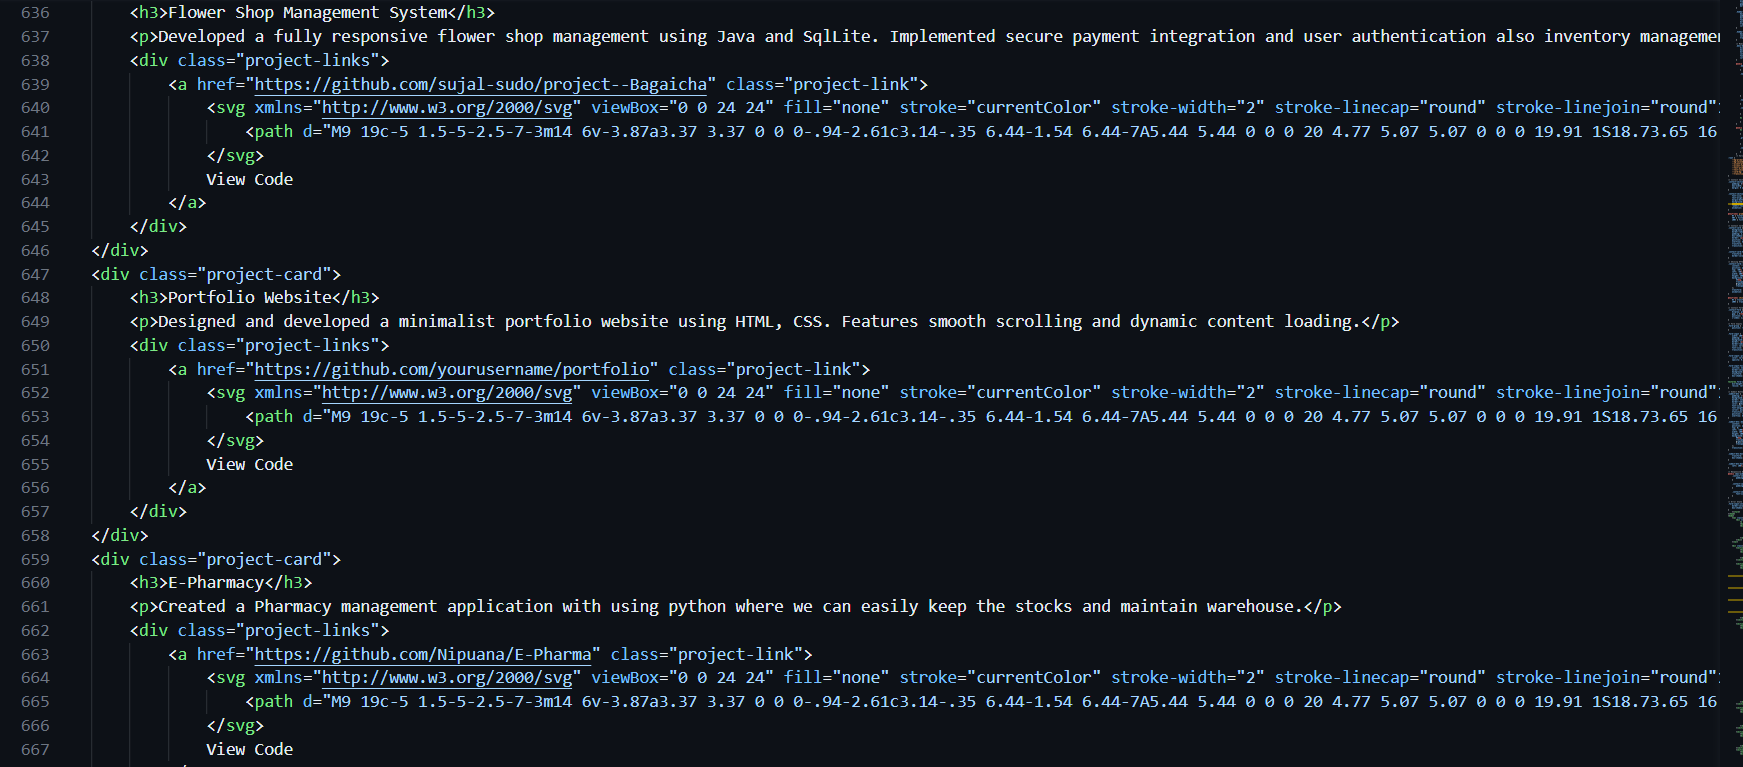 636 <h3>Flower Shop Management System</h3>
637 <p>Developed a fully responsive flower shop management using Java and SqlLite. Implemented secure payment integration and user authentication also inventory managemen
638 <div class="project-links">
639 <a href="https://github.com/sujal-sudo/project--Bagaicha" class="project-link">
640 <svg xmlns="http://www.w3.org/2000/svg" viewBox="0 0 24 24" fill="none" stroke="currentColor" stroke-width="2" stroke-linecap="round" stroke-linejoin="round"
641 <path d="M9 19c-5 1.5-5-2.5-7-3m14 6v-3.87a3.37 3.37 0 0 0-.94-2.61c3.14-.35 6.44-1.54 6.44-7A5.44 5.44 0 0 0 20 4.77 5.07 5.07 0 0 0 19.91 1S18.73.65 16
642 </svg>
643 View Code
644 </a>
645 </div>
646 </div>
647 <div class="project-card">
648 <h3>Portfolio Website</h3>
649 <p>Designed and developed a minimalist portfolio website using HTML, CSS. Features smooth scrolling and dynamic content loading.</p>
650 <div class="project-links">
651 <a href="https://github.com/yourusername/portfolio" class="project-link">
652 <svg xmlns="http://www.w3.org/2000/svg" viewBox="0 0 24 24" fill="none" stroke="currentColor" stroke-width="2" stroke-linecap="round" stroke-linejoin="round"
653 <path d="M9 19c-5 1.5-5-2.5-7-3m14 6v-3.87a3.37 3.37 0 0 0-.94-2.61c3.14-.35 6.44-1.54 6.44-7A5.44 5.44 0 0 0 20 4.77 5.07 5.07 0 0 0 19.91 1S18.73.65 16
654 </svg>
655 View Code
656 </a>
657 </div>
658 </div>
659 <div class="project-card">
660 <h3>E-Pharmacy</h3>
661 <p>Created a Pharmacy management application with using python where we can easily keep the stocks and maintain warehouse.</p>
662 <div class="project-links">
663 <a href="https://github.com/Nipuana/E-Pharma" class="project-link">
664 <svg xmlns="http://www.w3.org/2000/svg" viewBox="0 0 24 24" fill="none" stroke="currentColor" stroke-width="2" stroke-linecap="round" stroke-linejoin="round"
665 <path d="M9 19c-5 1.5-5-2.5-7-3m14 6v-3.87a3.37 3.37 0 0 0-.94-2.61c3.14-.35 6.44-1.54 6.44-7A5.44 5.44 0 0 0 20 4.77 5.07 5.07 0 0 0 19.91 1S18.73.65 16
666 </svg>
667 View Code